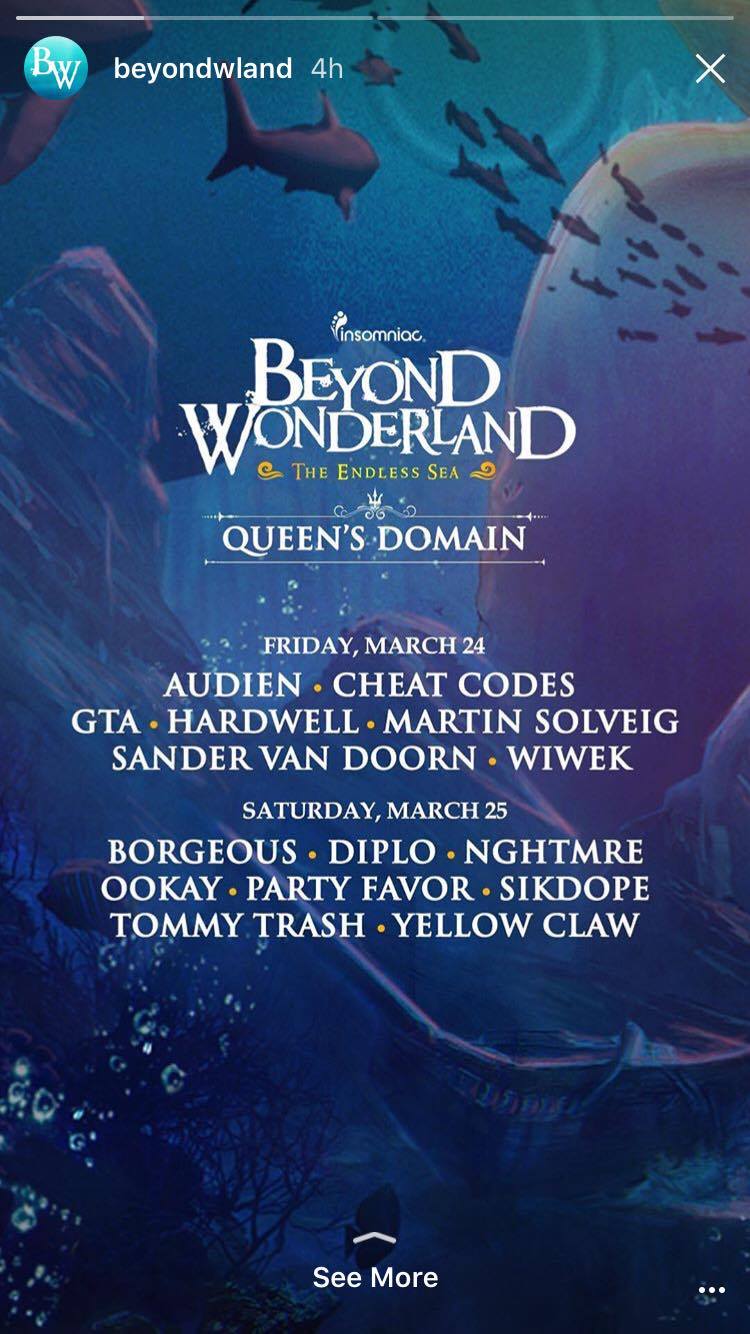 BW
beyondwland 4h
insomniac
BEYOND
WONDERLAND
THE ENDLESS SEA
QUEEN'S DOMAIN
FRIDAY, MARCH 24
AUDIEN • CHEAT CODES
GTA • HARDWELL • MARTIN SOLVEIG
SANDER VAN DOORN • WIWEK
SATURDAY, MARCH 25
BORGEOUS • DIPLO • NGHTMRE
OOKAY • PARTY FAVOR • SIKDOPE
TOMMY TRASH • YELLOW CLAW
See More